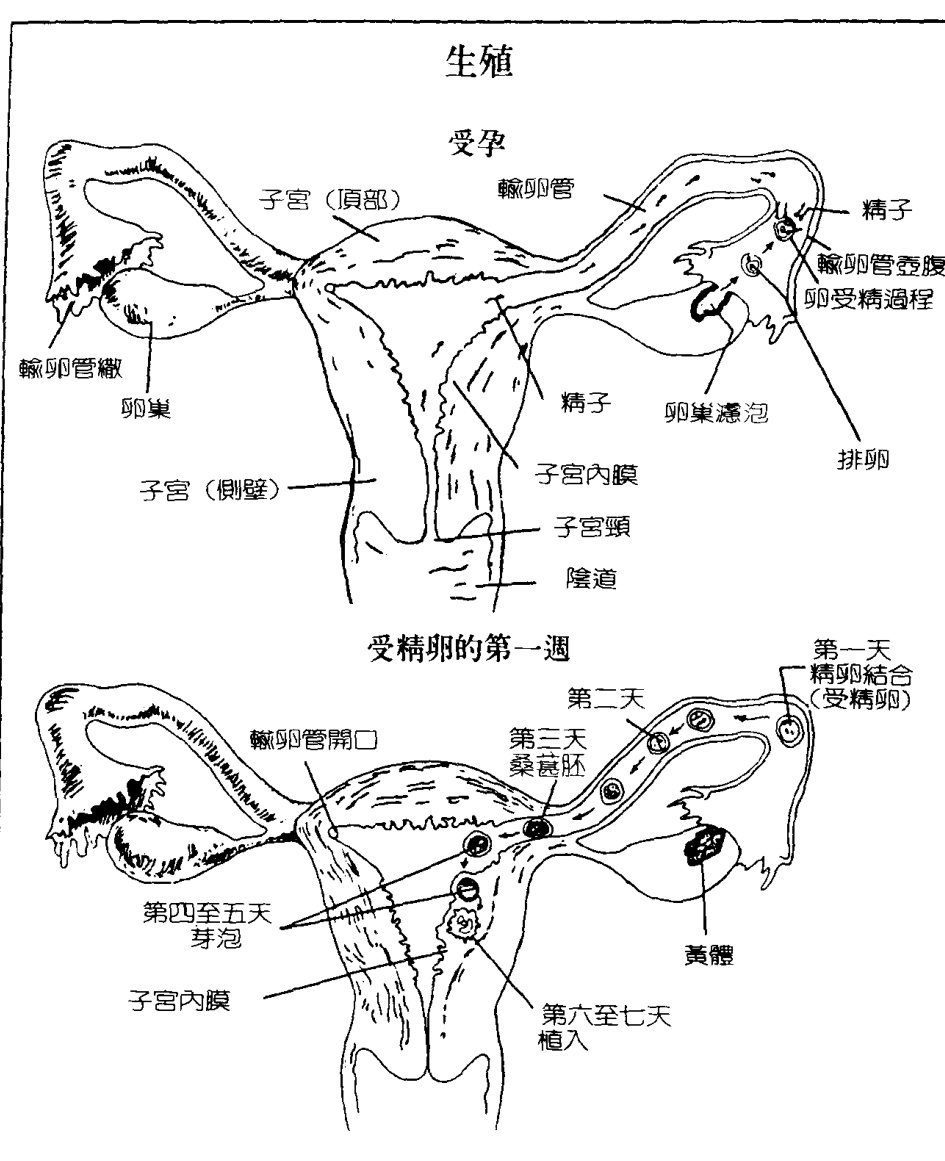 生殖
受孕
子宮（頂部）
輸卵管
精子
輸卵管壺腹
卵受精過程
輸卵管繖
卵巢
精子
卵巢濾泡
排卵
子宮（側壁）
子宮內膜
子宮頸
陰道
受精卵的第一週
第一天
精卵結合
（受精卵）
第二天
第三天
桑葚胚
輸卵管開口
第四至五天
芽泡
黃體
子宮內膜
第六至七天
植入